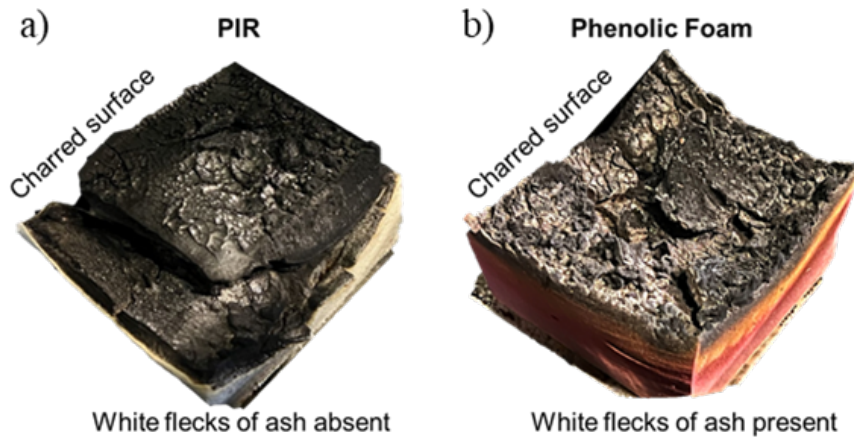 a) PIR
Charred surface
White flecks of ash absent
b) Phenolic Foam
Charred surface
White flecks of ash present